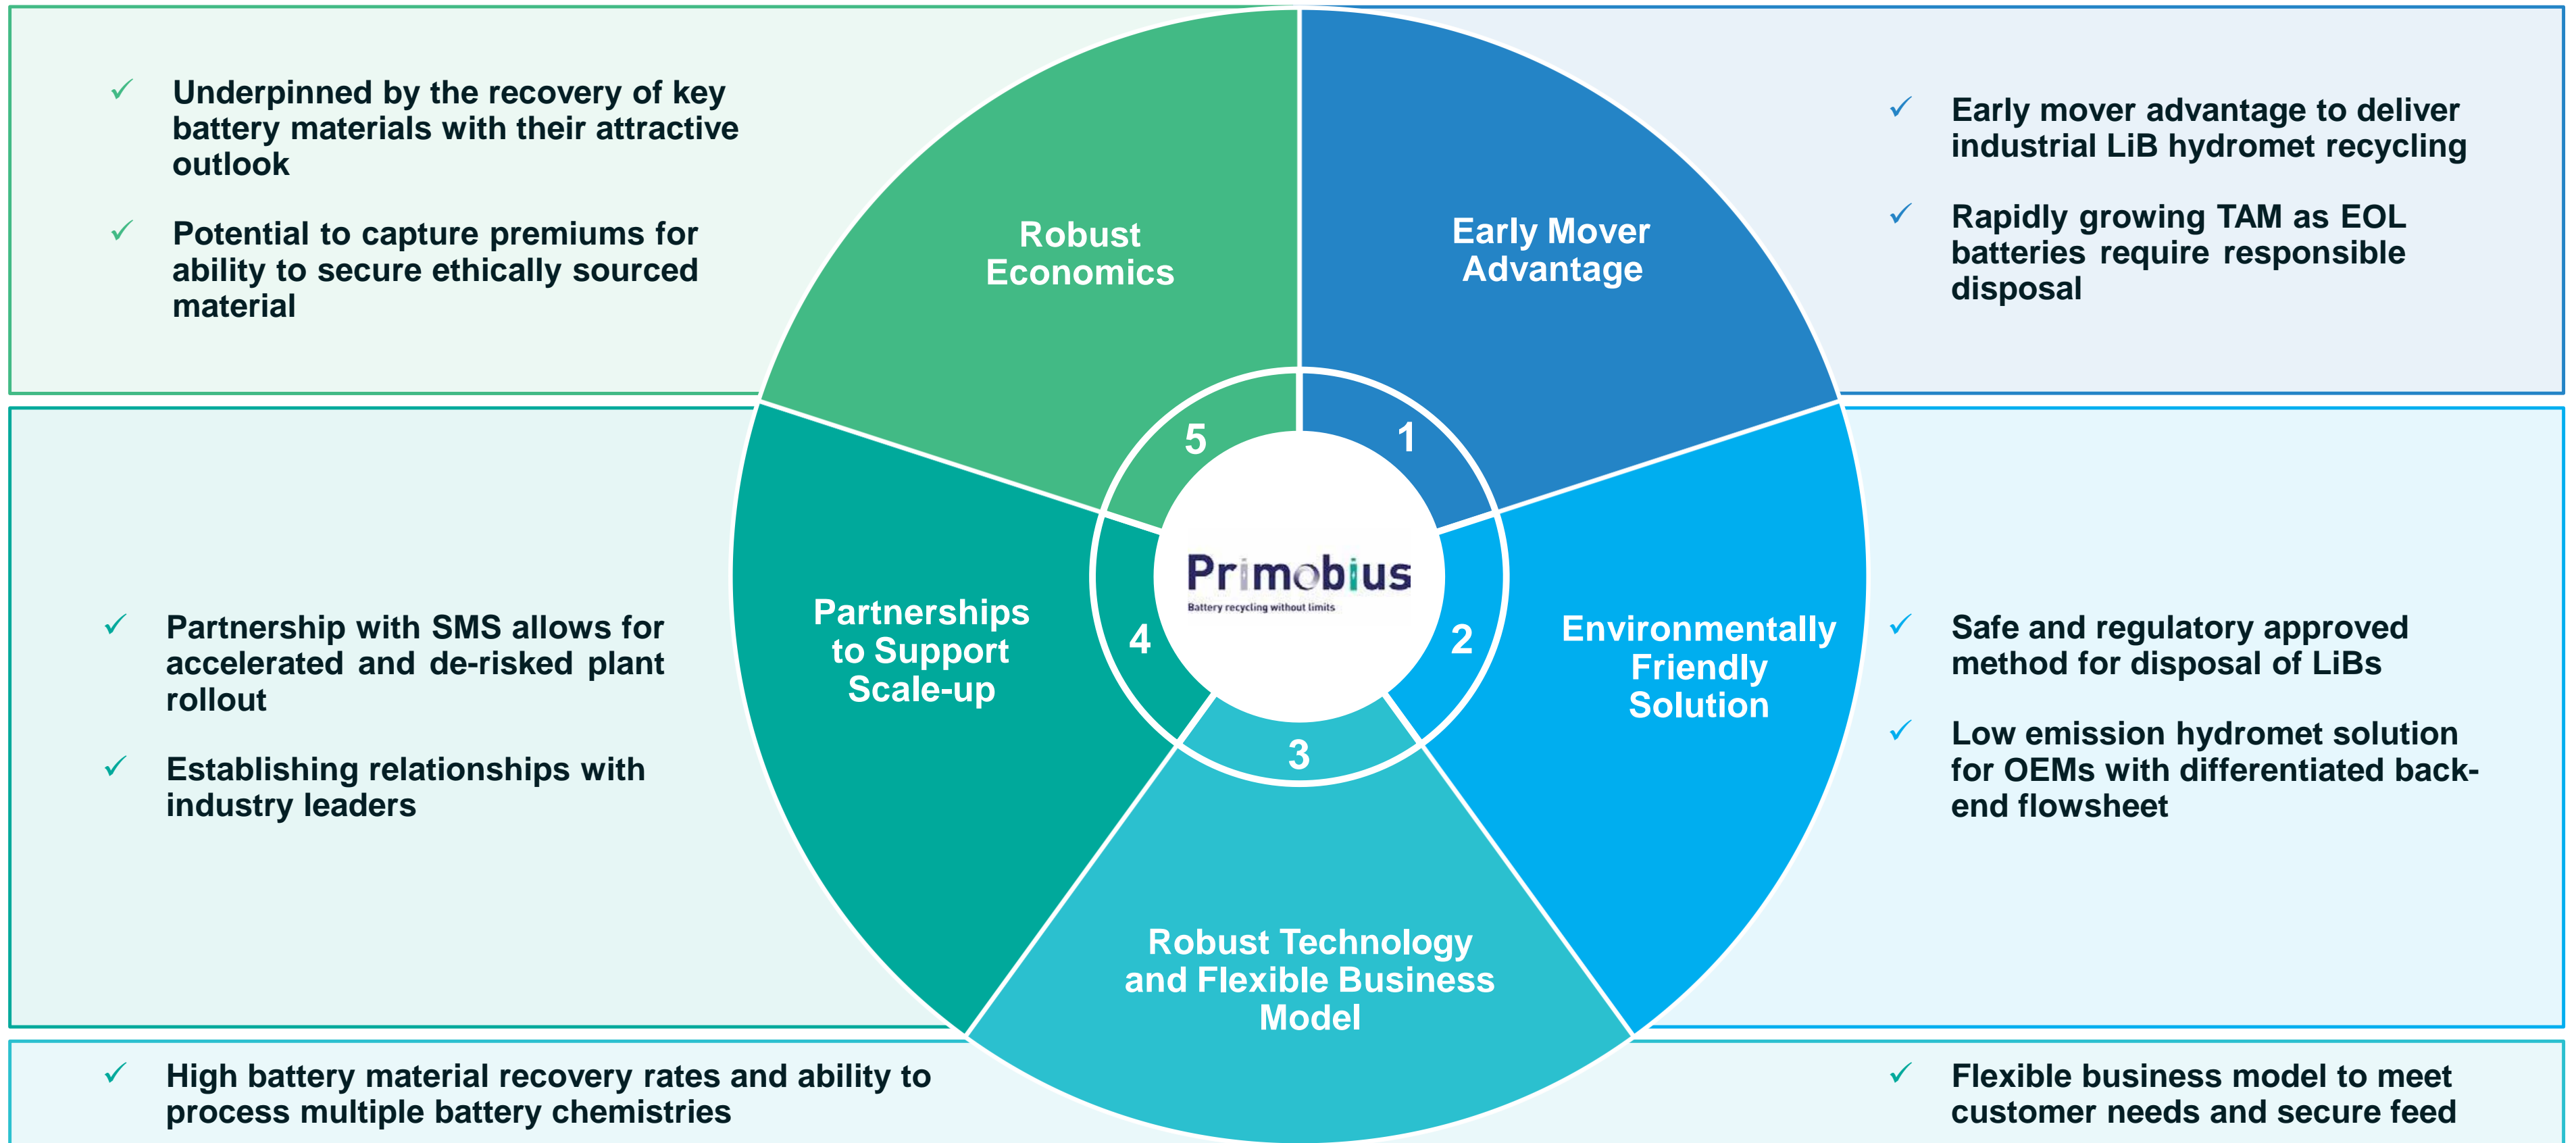 Underpinned by the recovery of key
battery materials with their attractive
outlook
Potential to capture premiums for
ability to secure ethically sourced
material
Robust
Economics
Early Mover
Advantage
Early mover advantage to deliver
industrial LiB hydromet recycling
Rapidly growing TAM as EOL
batteries require responsible
disposal
5
1
Primobius
Battery recycling without limits
4
2
3
Partnership with SMS allows for
accelerated and de-risked plant
rollout
Establishing relationships with
industry leaders
Partnerships
to Support
Scale-up
Environmentally
Friendly
Solution
Safe and regulatory approved
method for disposal of LiBs
Low emission hydromet solution
for OEMs with differentiated back-
end flowsheet
Robust Technology
and Flexible Business
Model
High battery material recovery rates and ability to
process multiple battery chemistries
Flexible business model to meet
customer needs and secure feed